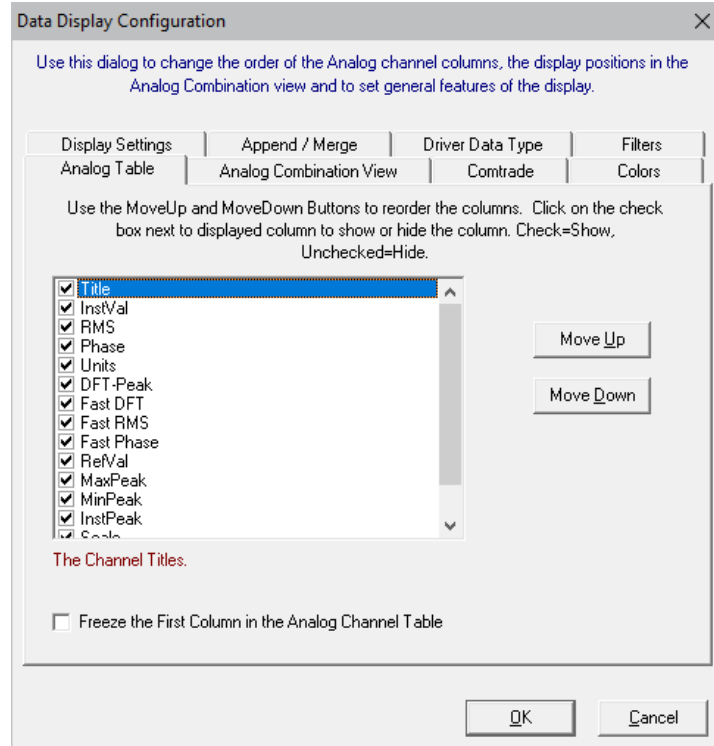 Data Display Configuration
Use this dialog to change the order of the Analog channel columns, the display positions in the
Analog Combination view and to set general features of the display.
Display Settings
Append / Merge
Driver Data Type
Filters
Analog Table
Analog Combination View
Comtrade
Colors
Use the MoveUp and MoveDown Buttons to reorder the columns. Click on the check
box next to displayed column to show or hide the column. Check=Show,
Unchecked=Hide.
Title
InstVal
RMS
Phase
Units
DFT-Peak
Fast DFT
Fast RMS
Fast Phase
RefVal
MaxPeak
MinPeak
InstPeak
Scale
Move Up
Move Down
The Channel Titles.
Freeze the First Column in the Analog Channel Table
OK
Cancel